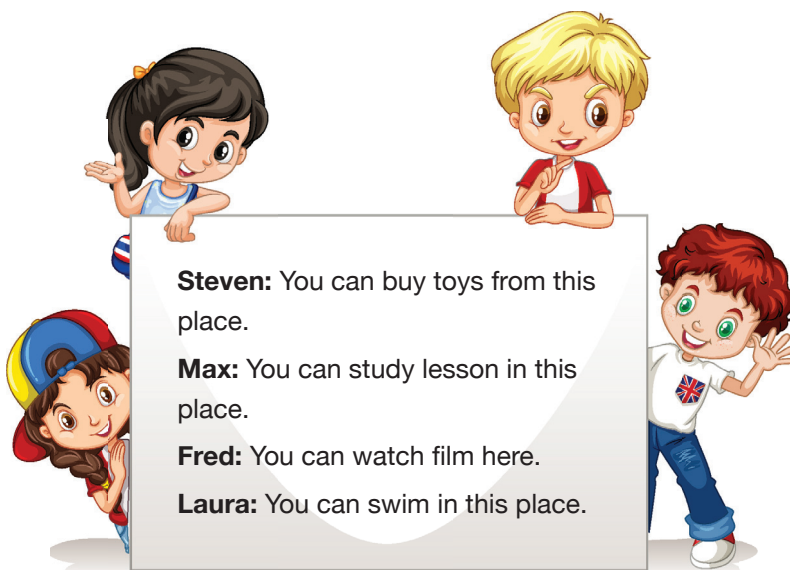 Steven: You can buy toys from this
place.
Max: You can study lesson in this
place.
Fred: You can watch film here.
Laura: You can swim in this place.